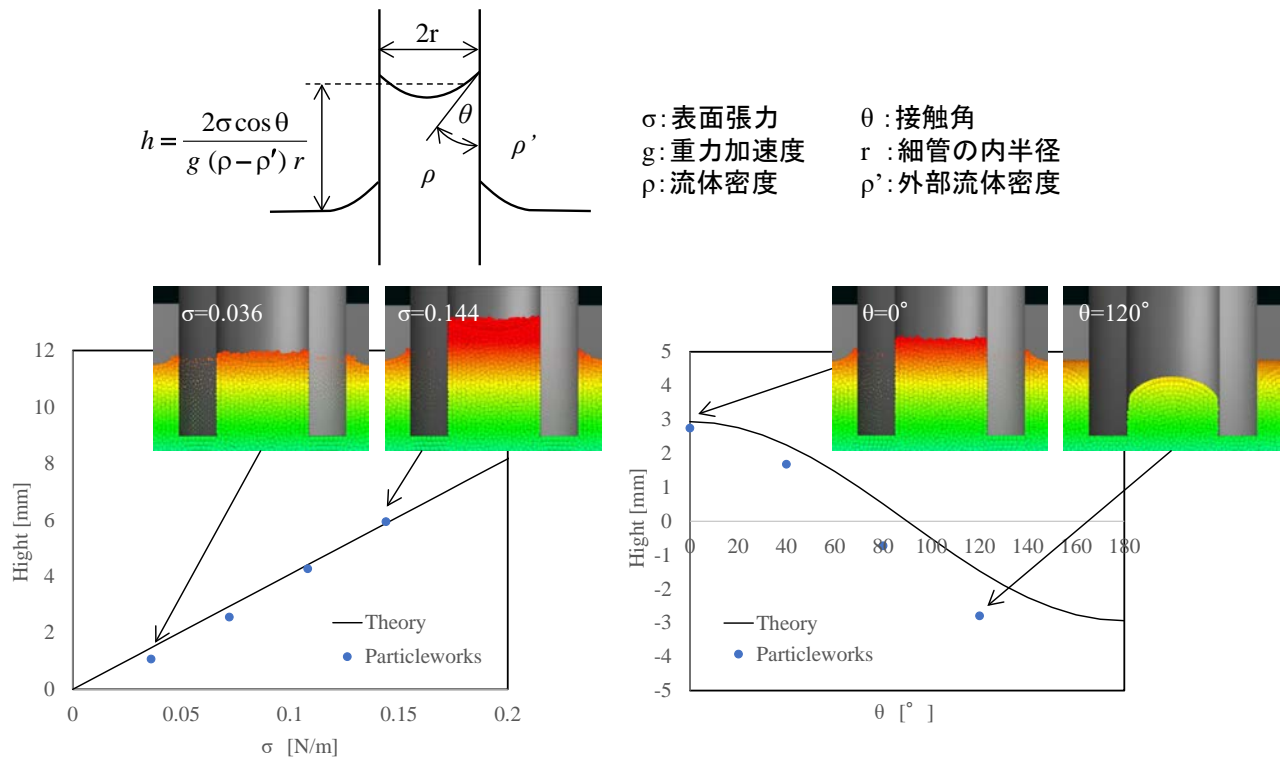 2r
h = 2σcosθ / g (ρ−ρ′) r
θ
ρ
ρ’
σ:表面張力 θ:接触角
g:重力加速度 r:細管の内半径
ρ:流体密度 ρ’:外部流体密度
σ=0.036
σ=0.144
12
10
8
6
4
2
0
Hight [mm]
Theory
Particleworks
0 0.05 0.1 0.15 0.2
σ [N/m]
θ=0°
θ=120°
5
4
3
2
1
0
-1
-2
-3
-4
-5
Hight [mm]
0 20 40 60 80 100 120 140 160 180
Theory
Particleworks
θ [°]